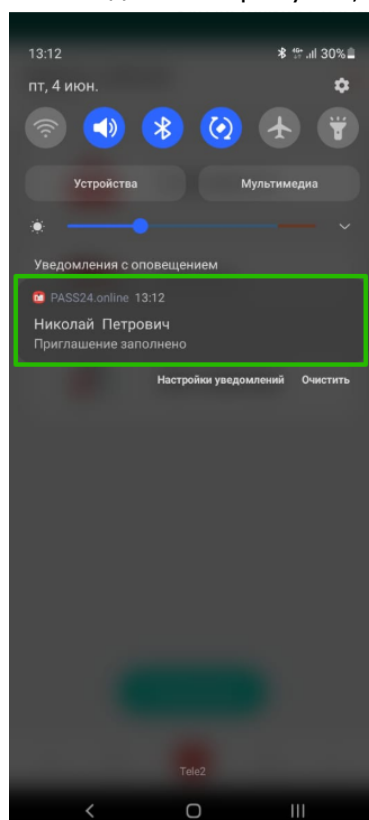 13:12
4G+ 30%
пт, 4 июн.
Устройства
Мультимедиа
Уведомления с оповещением
PASS24.online 13:12
Николай Петрович
Приглашение заполнено
Настройки уведомлений Очистить
Tele2